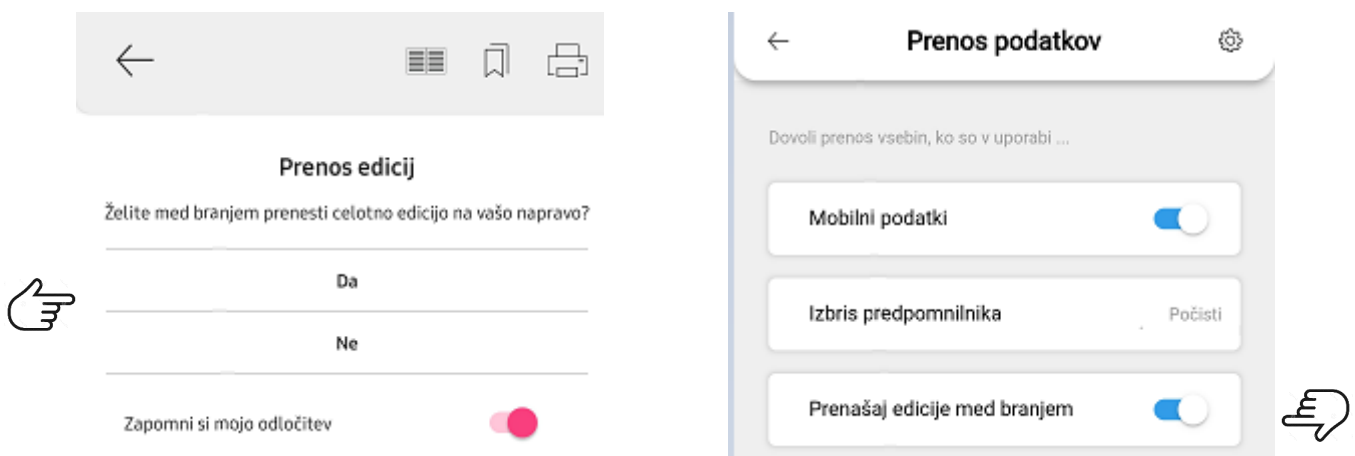 Prenos edicij
Želite med branjem prenesti celotno edicijo na vašo napravo?
Da
Ne
Zapomni si mojo odločitev
Prenos podatkov
Dovoli prenos vsebin, ko so v uporabi ...
Mobilni podatki
Izbris predpomnilnika Počisti
Prenašaj edicije med branjem